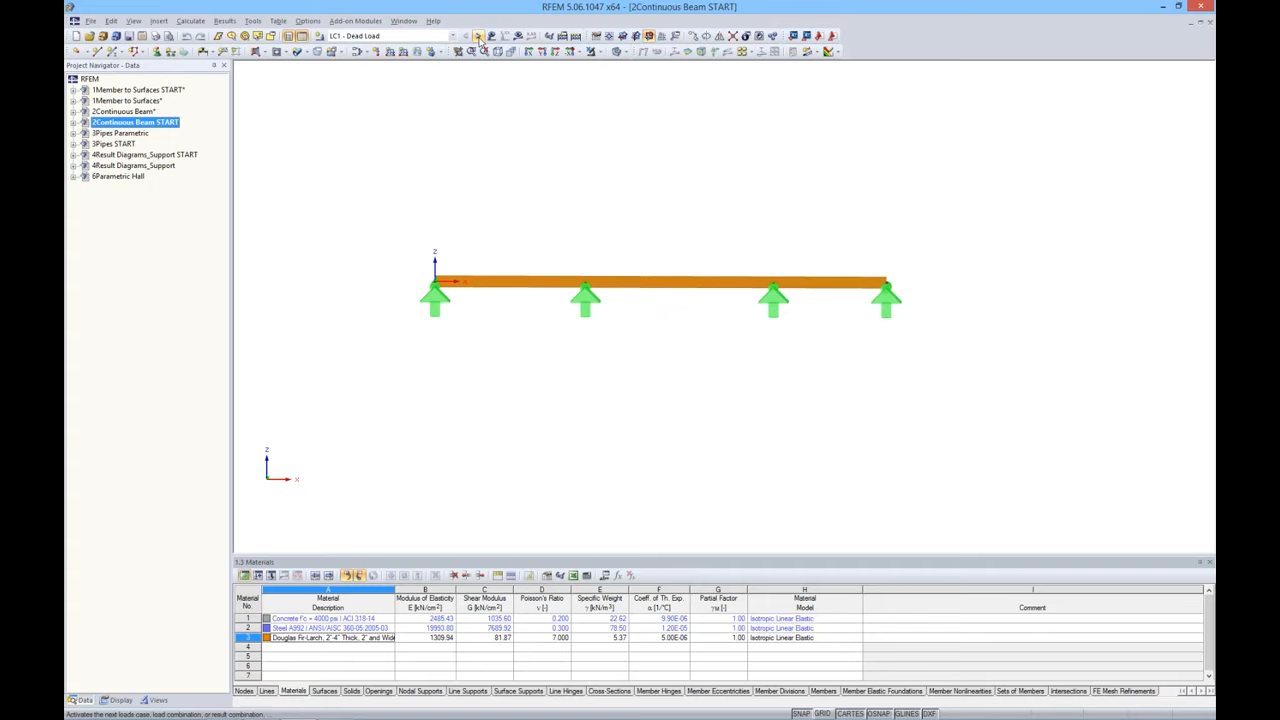 RFEM 5.06.1047 x64 - [2Continuous Beam START]
File Edit View Insert Calculate Results Tools Table Options Add-on Modules Window Help
LC1 - Dead Load
Project Navigator - Data
RFEM
1Member to Surfaces START*
1Member to Surfaces*
2Continuous Beam*
2Continuous Beam START
3Pipes Parametric
3Pipes START
4Result Diagrams_Support START
4Result Diagrams_Support
6Parametric Hall
Z
X
Z
X
1.3 Materials
A B C D E F G H I
Material Material Modulus of Elasticity Shear Modulus Poisson's Ratio Specific Weight Coeff. of Th. Exp. Partial Factor Material
No. Description E [kN/cm²] G [kN/cm²] ν [-] γ [kN/m³] α [1/°C] γM [-] Model Comment
1 Concrete f'c = 4000 psi | ACI 318-14 2485.43 1035.60 0.200 22.62 9.90E-06 1.00 Isotropic Linear Elastic
2 Steel A992 | ANSI/AISC 360-05:2005-03 19993.80 7689.92 0.300 78.50 1.20E-05 1.00 Isotropic Linear Elastic
3 Douglas Fir-Larch, 2"-4" Thick, 2" and Wide 1309.94 81.87 7.000 5.37 5.00E-06 1.00 Isotropic Linear Elastic
4
5
6
7
Data Display Views
Nodes Lines Materials Surfaces Solids Openings Nodal Supports Line Supports Surface Supports Line Hinges Cross-Sections Member Hinges Member Eccentricities Member Divisions Members Member Elastic Foundations Member Nonlinearities Sets of Members Intersections FE Mesh Refinements
Activates the next loads case, load combination, or result combination.
SNAP GRID CARTES OSNAP GLINES DXF